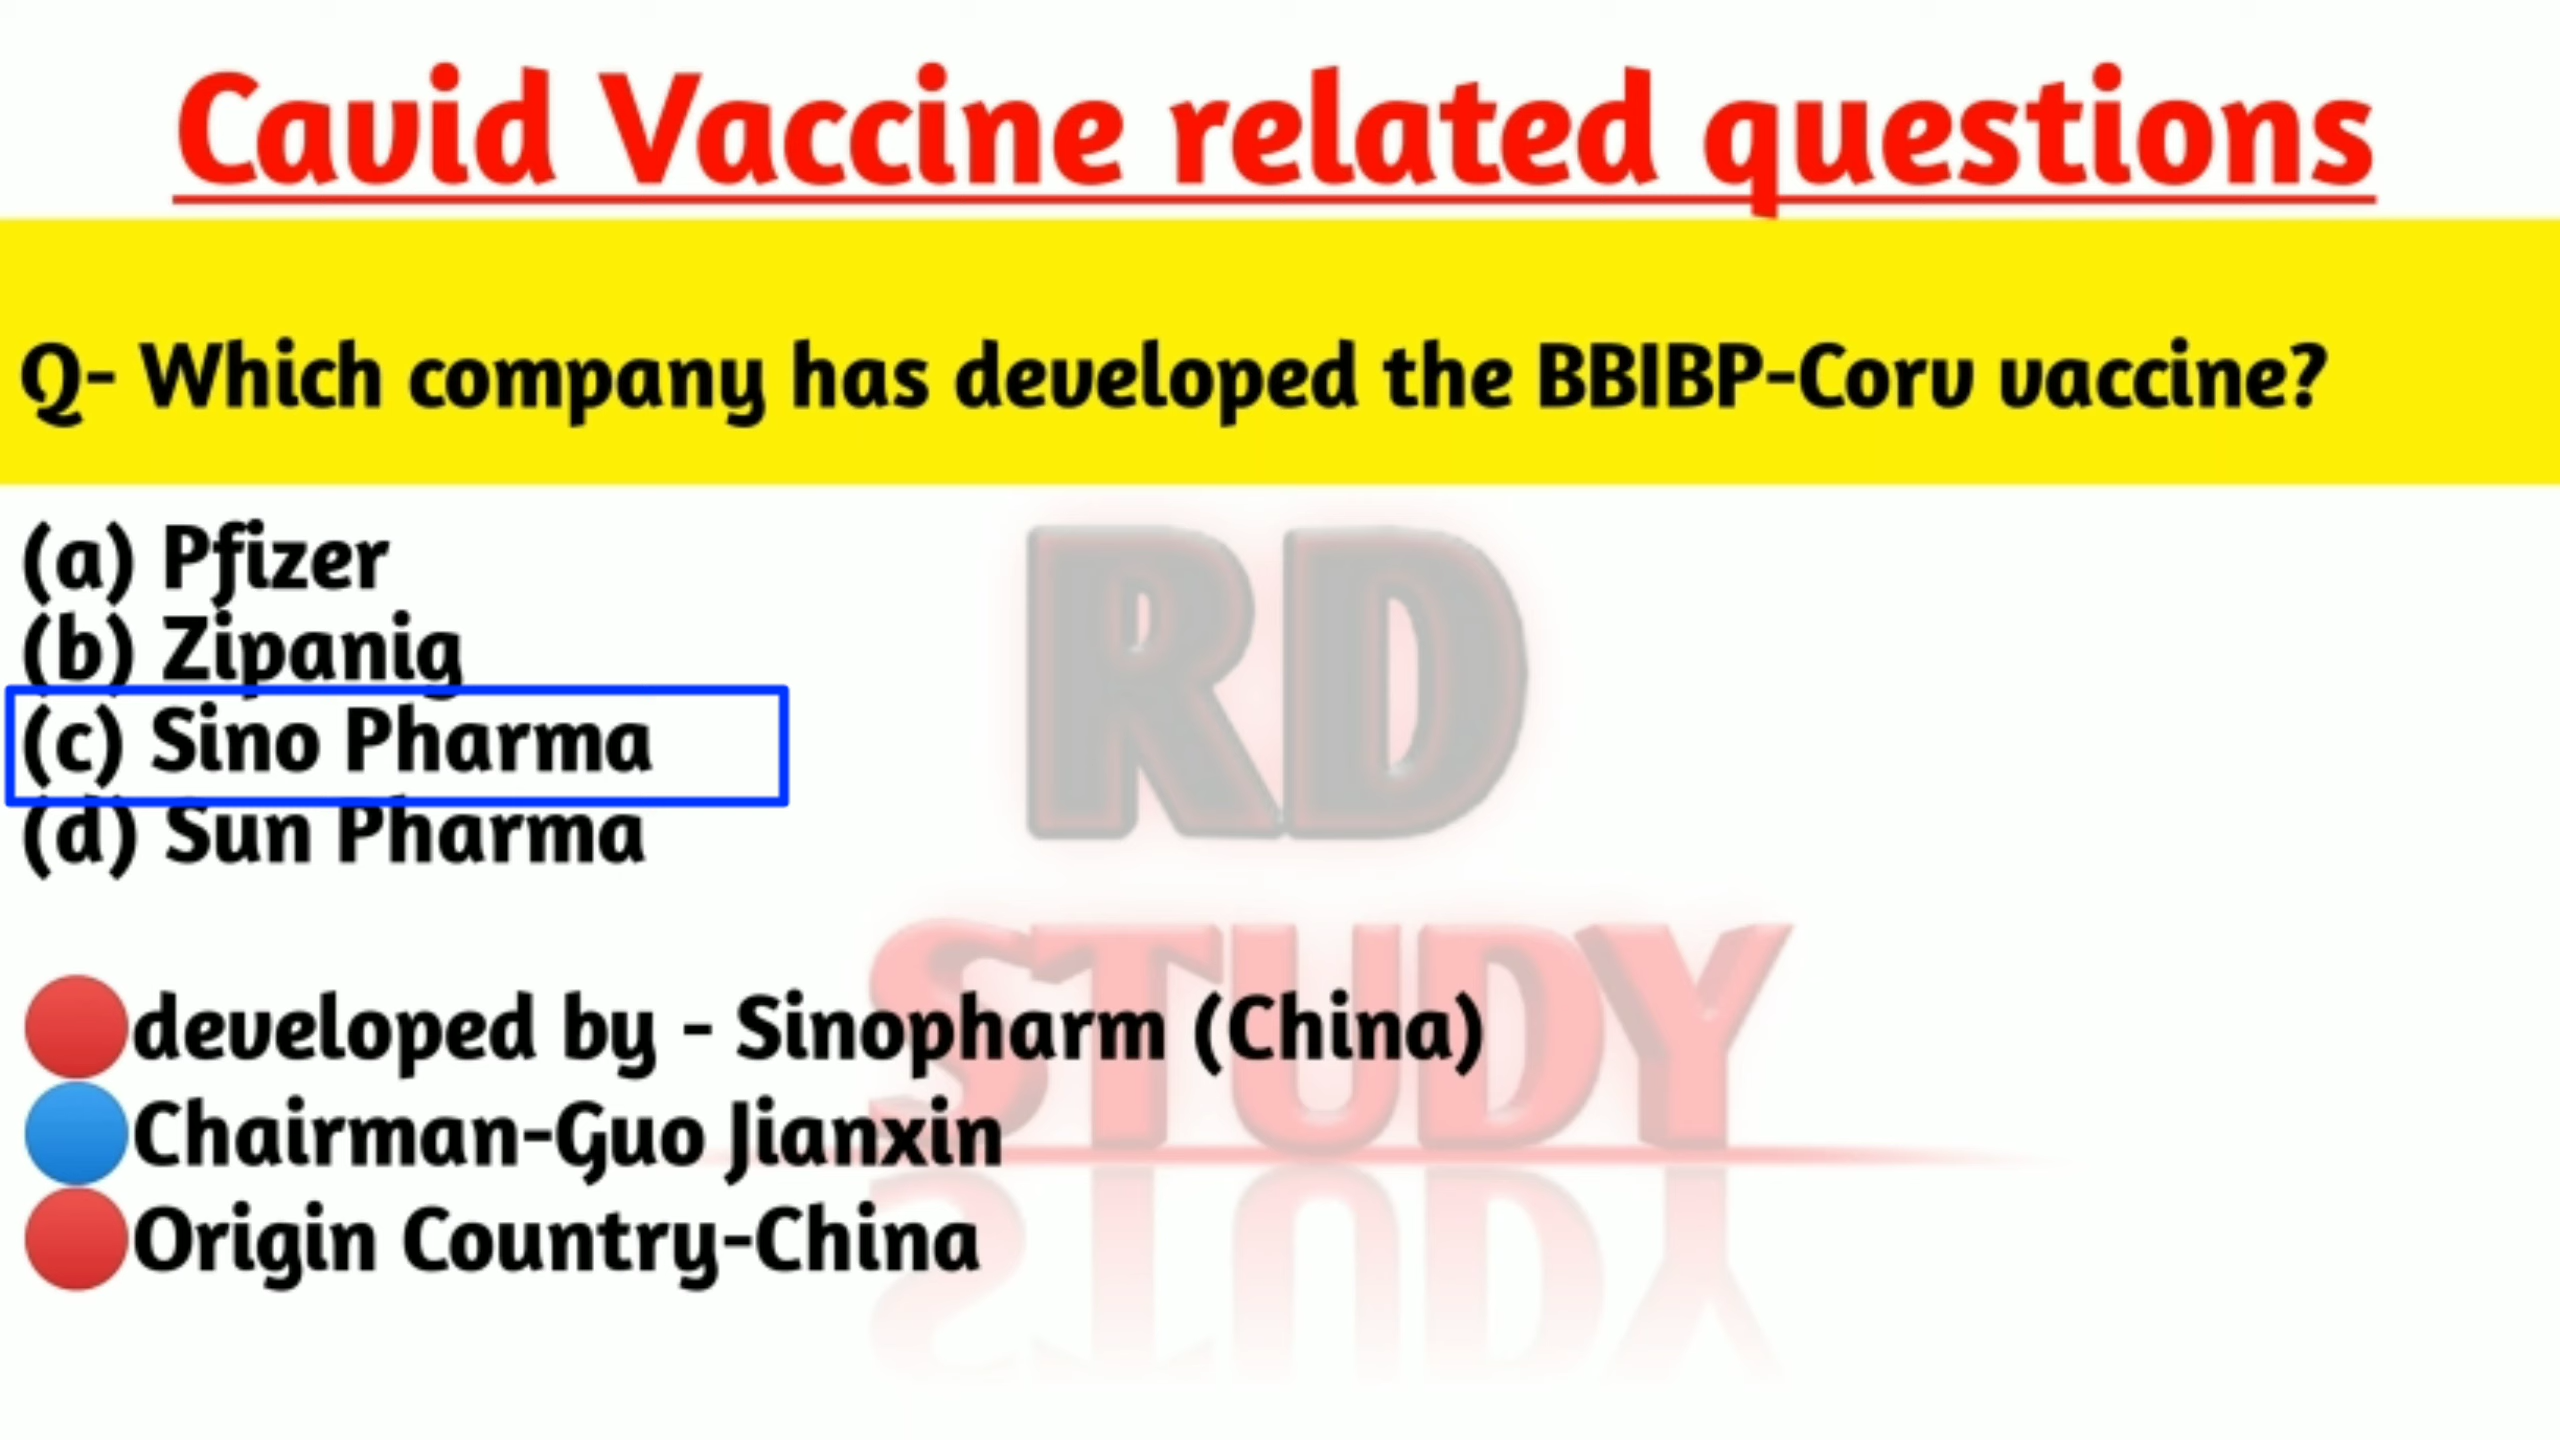 Cavid Vaccine related questions
Q- Which company has developed the BBIBP-Corv vaccine?
(a) Pfizer
(b) Zipanig
(c) Sino Pharma
(d) Sun Pharma
RD
STUDY
developed by - Sinopharm (China)
Chairman-Guo Jianxin
Origin Country-China